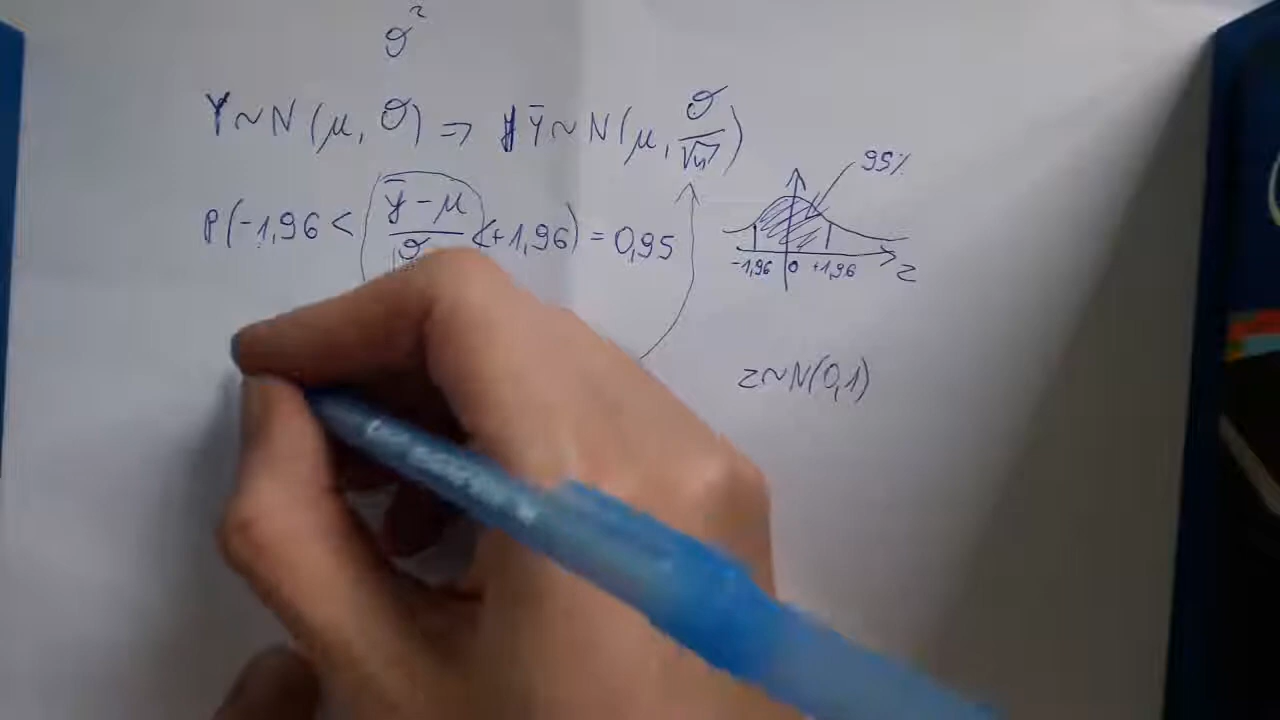 σ²
Y ~ N(μ, σ) => Ȳ ~ N(μ, σ/√n)
P(-1,96 < (ȳ-μ)/σ < +1,96) = 0,95
95%
-1,96 0 +1,96 z
z ~ N(0,1)